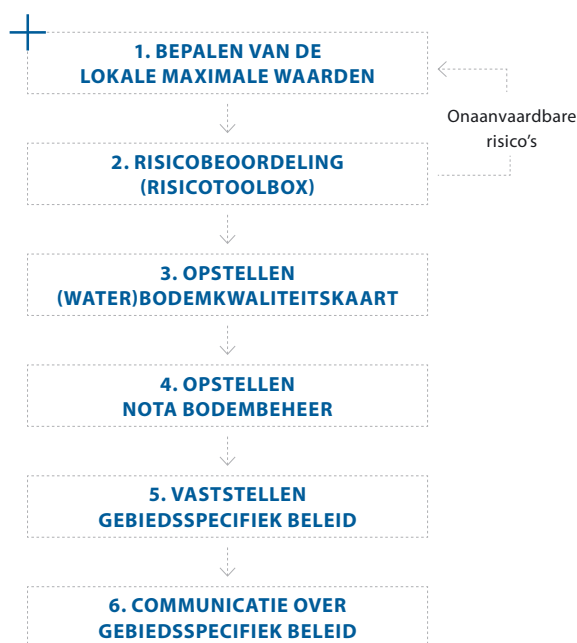 1. BEPALEN VAN DE
LOKALE MAXIMALE WAARDEN
Onaanvaardbare
risico's
2. RISICOBEOORDELING
(RISICOTOOLBOX)
3. OPSTELLEN
(WATER)BODEMKWALITEITSKAART
4. OPSTELLEN
NOTA BODEMBEHEER
5. VASTSTELLEN
GEBIEDSSPECIFIEK BELEID
6. COMMUNICATIE OVER
GEBIEDSSPECIFIEK BELEID